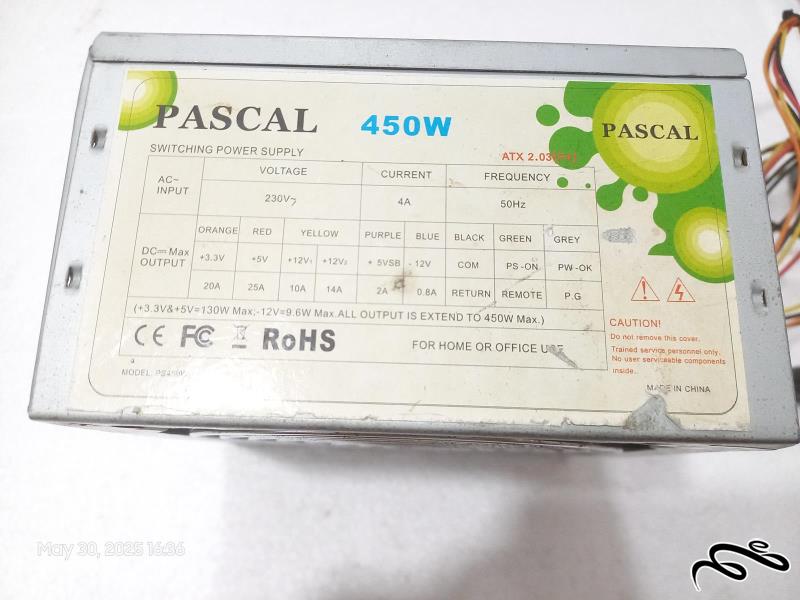 PASCAL 450W
PASCAL
SWITCHING POWER SUPPLY
ATX 2.03
AC~ INPUT
VOLTAGE CURRENT FREQUENCY
230V 4A 50Hz
DC Max OUTPUT
ORANGE RED YELLOW PURPLE BLUE BLACK GREEN GREY
+3.3V +5V +12V1 +12V2 + 5VSB - 12V COM PS -ON PW-OK
20A 25A 10A 14A 2A 0.8A RETURN REMOTE P.G
(+3.3V&+5V=130W Max;-12V=9.6W Max.ALL OUTPUT IS EXTEND TO 450W Max.)
CE FC RoHS
FOR HOME OR OFFICE USE
MODEL:
CAUTION!
Do not remove this cover.
Trained service personnel only.
No user serviceable components
inside.
MADE IN CHINA
May 30, 2025 16:36